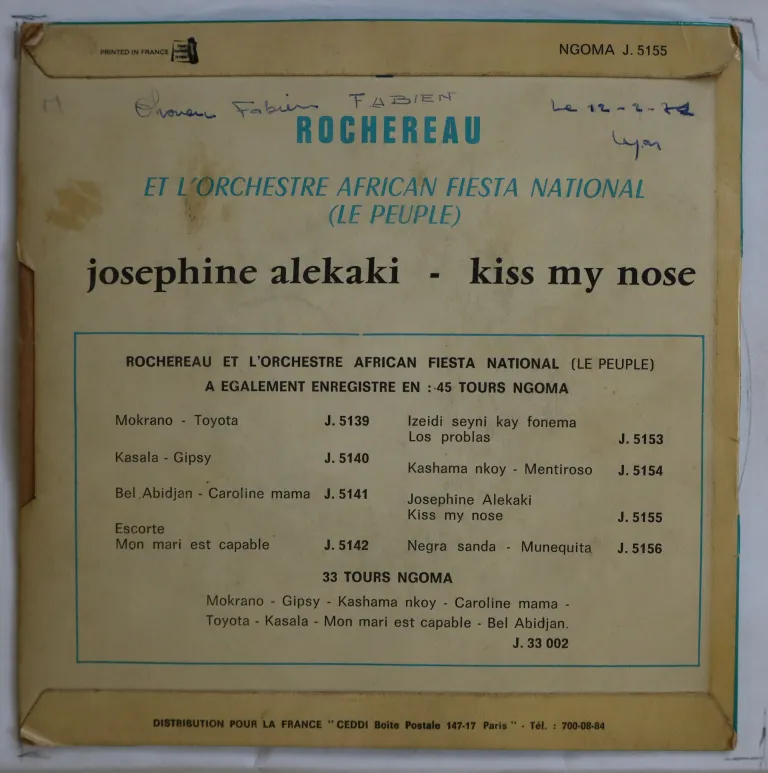 PRINTED IN FRANCE
NGOMA J. 5155
Fabien FABIEN
Le 12-2-72
Lyon
ROCHEREAU
ET L'ORCHESTRE AFRICAN FIESTA NATIONAL
(LE PEUPLE)
josephine alekaki - kiss my nose
ROCHEREAU ET L'ORCHESTRE AFRICAN FIESTA NATIONAL (LE PEUPLE)
A EGALEMENT ENREGISTRE EN : 45 TOURS NGOMA
Mokrano - Toyota J. 5139
Kasala - Gipsy J. 5140
Bel Abidjan - Caroline mama J. 5141
Escorte
Mon mari est capable J. 5142
Izeidi seyni kay fonema
Los problas J. 5153
Kashama nkoy - Mentiroso J. 5154
Josephine Alekaki
Kiss my nose J. 5155
Negra sanda - Munequita J. 5156
33 TOURS NGOMA
Mokrano - Gipsy - Kashama nkoy - Caroline mama -
Toyota - Kasala - Mon mari est capable - Bel Abidjan.
J. 33 002
DISTRIBUTION POUR LA FRANCE " CEDDI Boite Postale 147-17 Paris " - Tél. : 700-08-84